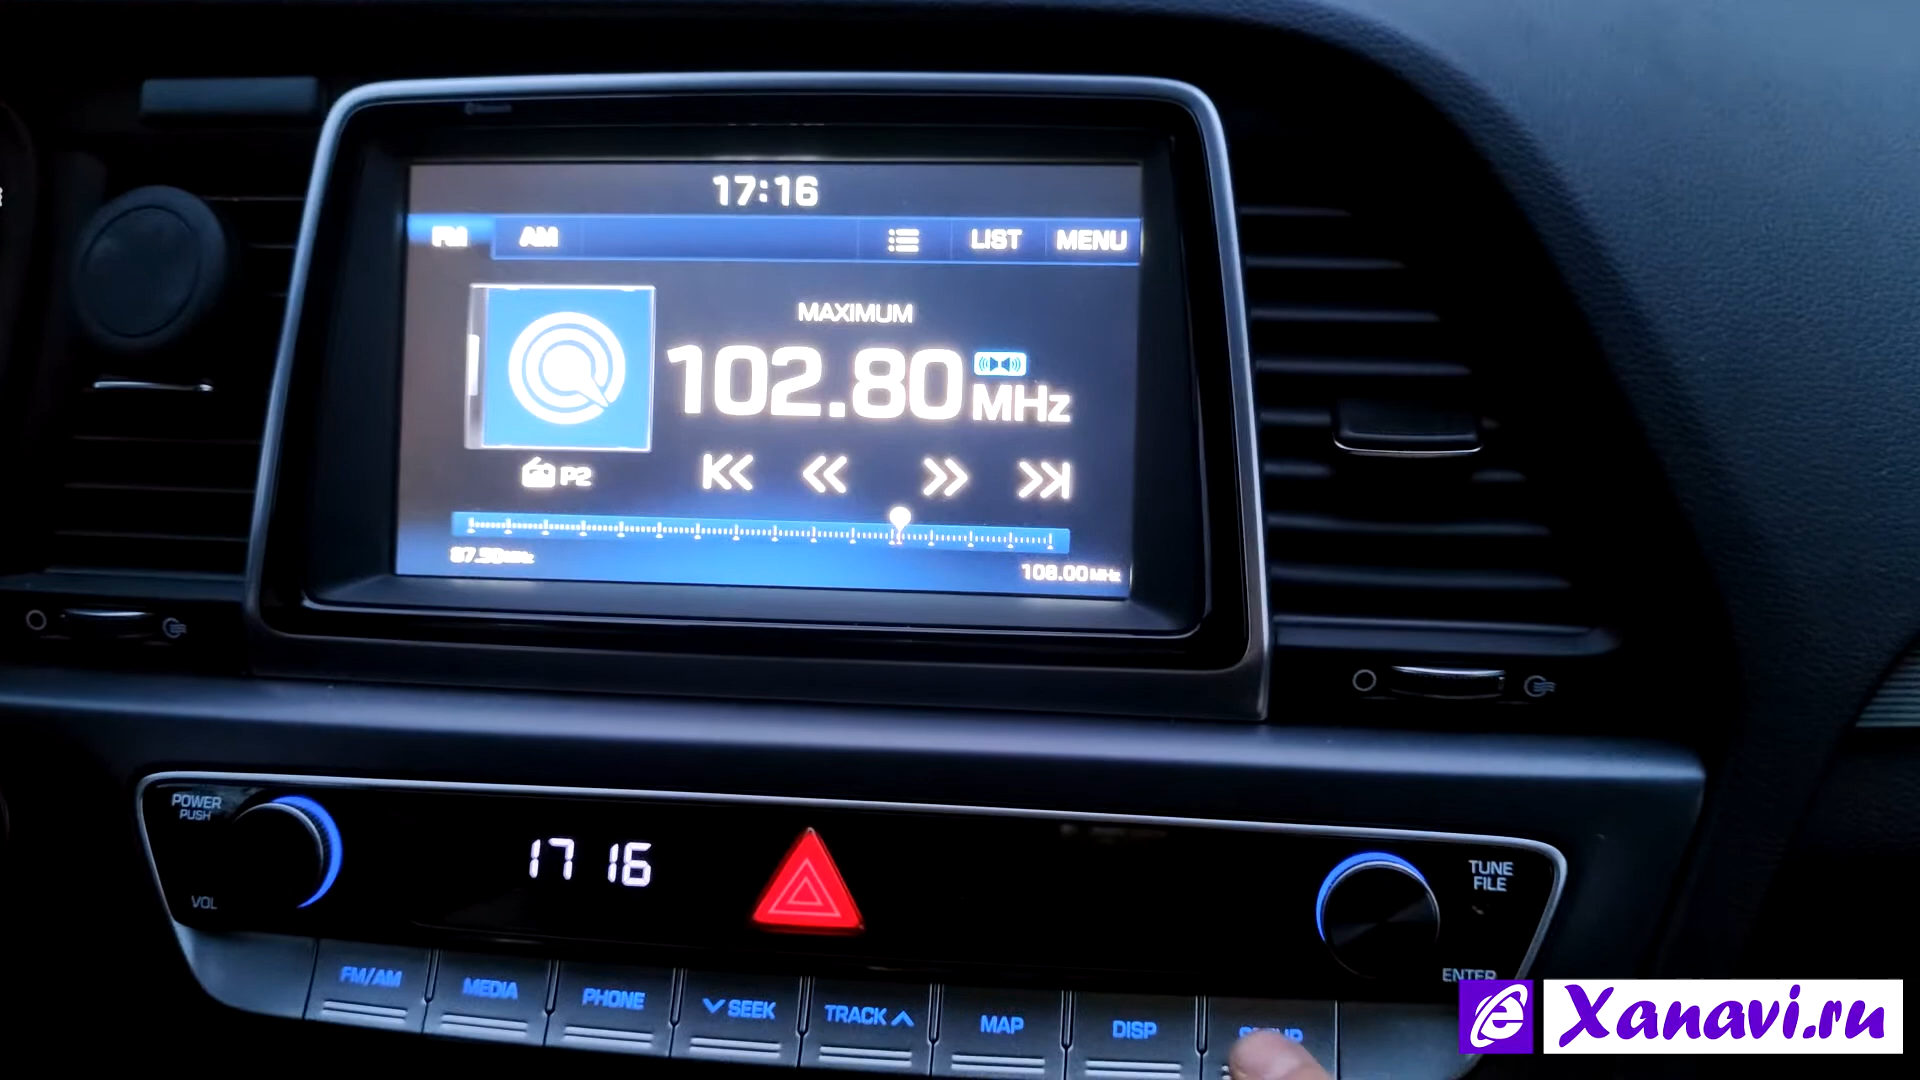 17:16
FM AM LIST MENU
MAXIMUM
102.80 MHz
P2
87.50MHz
108.00MHz
POWER
PUSH
VOL
17 16
TUNE
FILE
ENTER
FM/AM MEDIA PHONE SEEK TRACK MAP DISP SETUP
Xanavi.ru